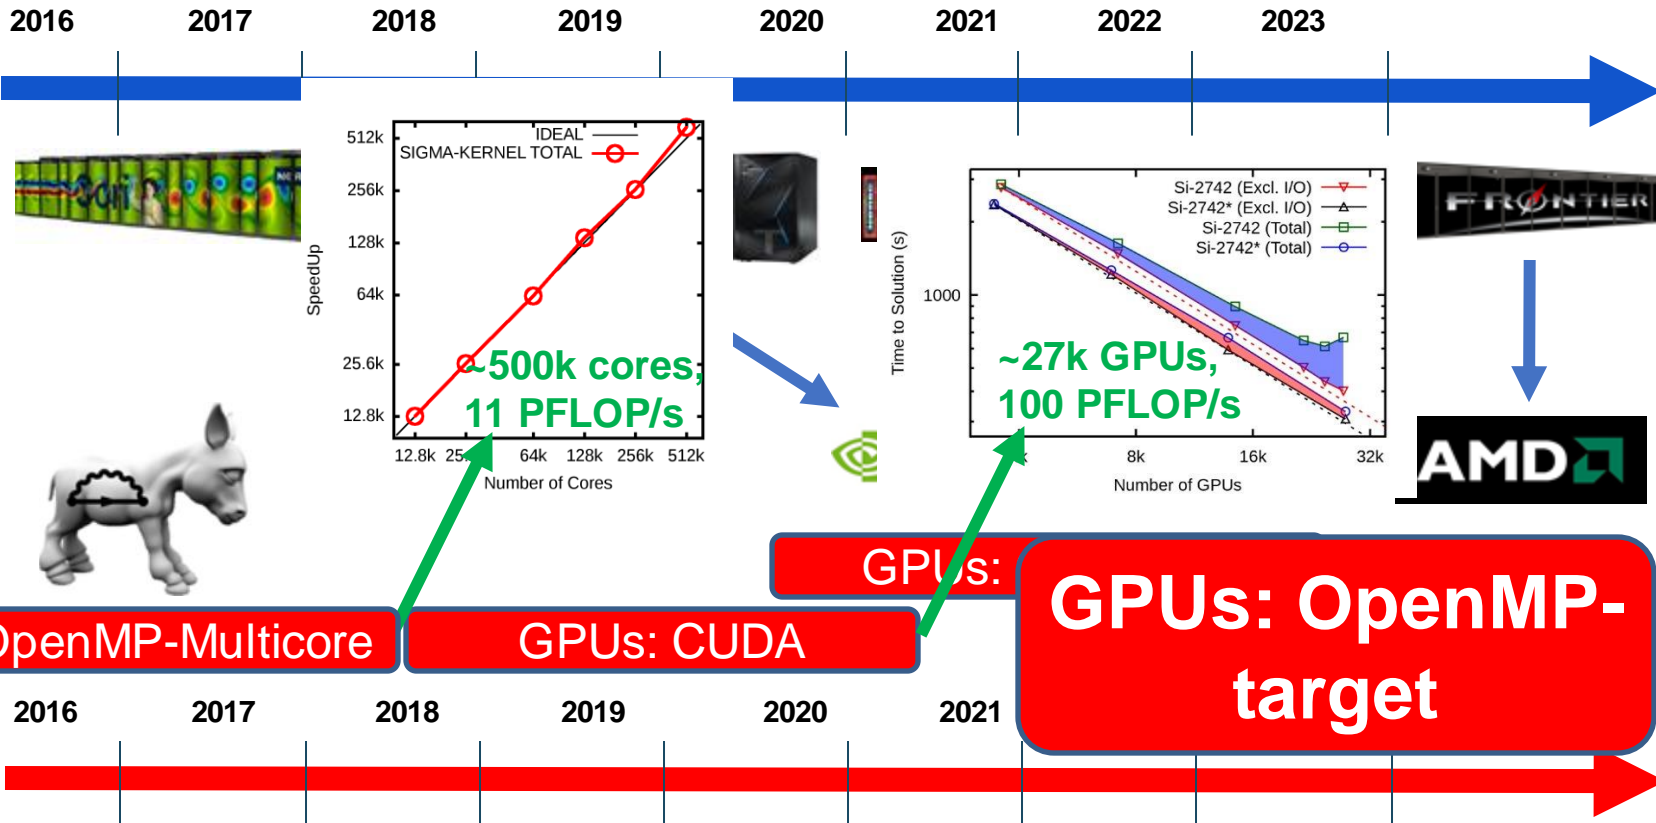 2016 2017 2018 2019 2020 2021 2022 2023
512k
256k
128k
64k
25.6k
12.8k
SpeedUp
IDEAL
SIGMA-KERNEL TOTAL
~500k cores,
11 PFLOP/s
12.8k 64k 128k 256k 512k
Number of Cores
Time to Solution (s)
1000
Si-2742 (Excl. I/O)
Si-2742* (Excl. I/O)
Si-2742 (Total)
Si-2742* (Total)
~27k GPUs,
100 PFLOP/s
8k 16k 32k
Number of GPUs
FRONTIER
AMD
GPUs:
GPUs: OpenMP-
target
OpenMP-Multicore
GPUs: CUDA
2016 2017 2018 2019 2020 2021